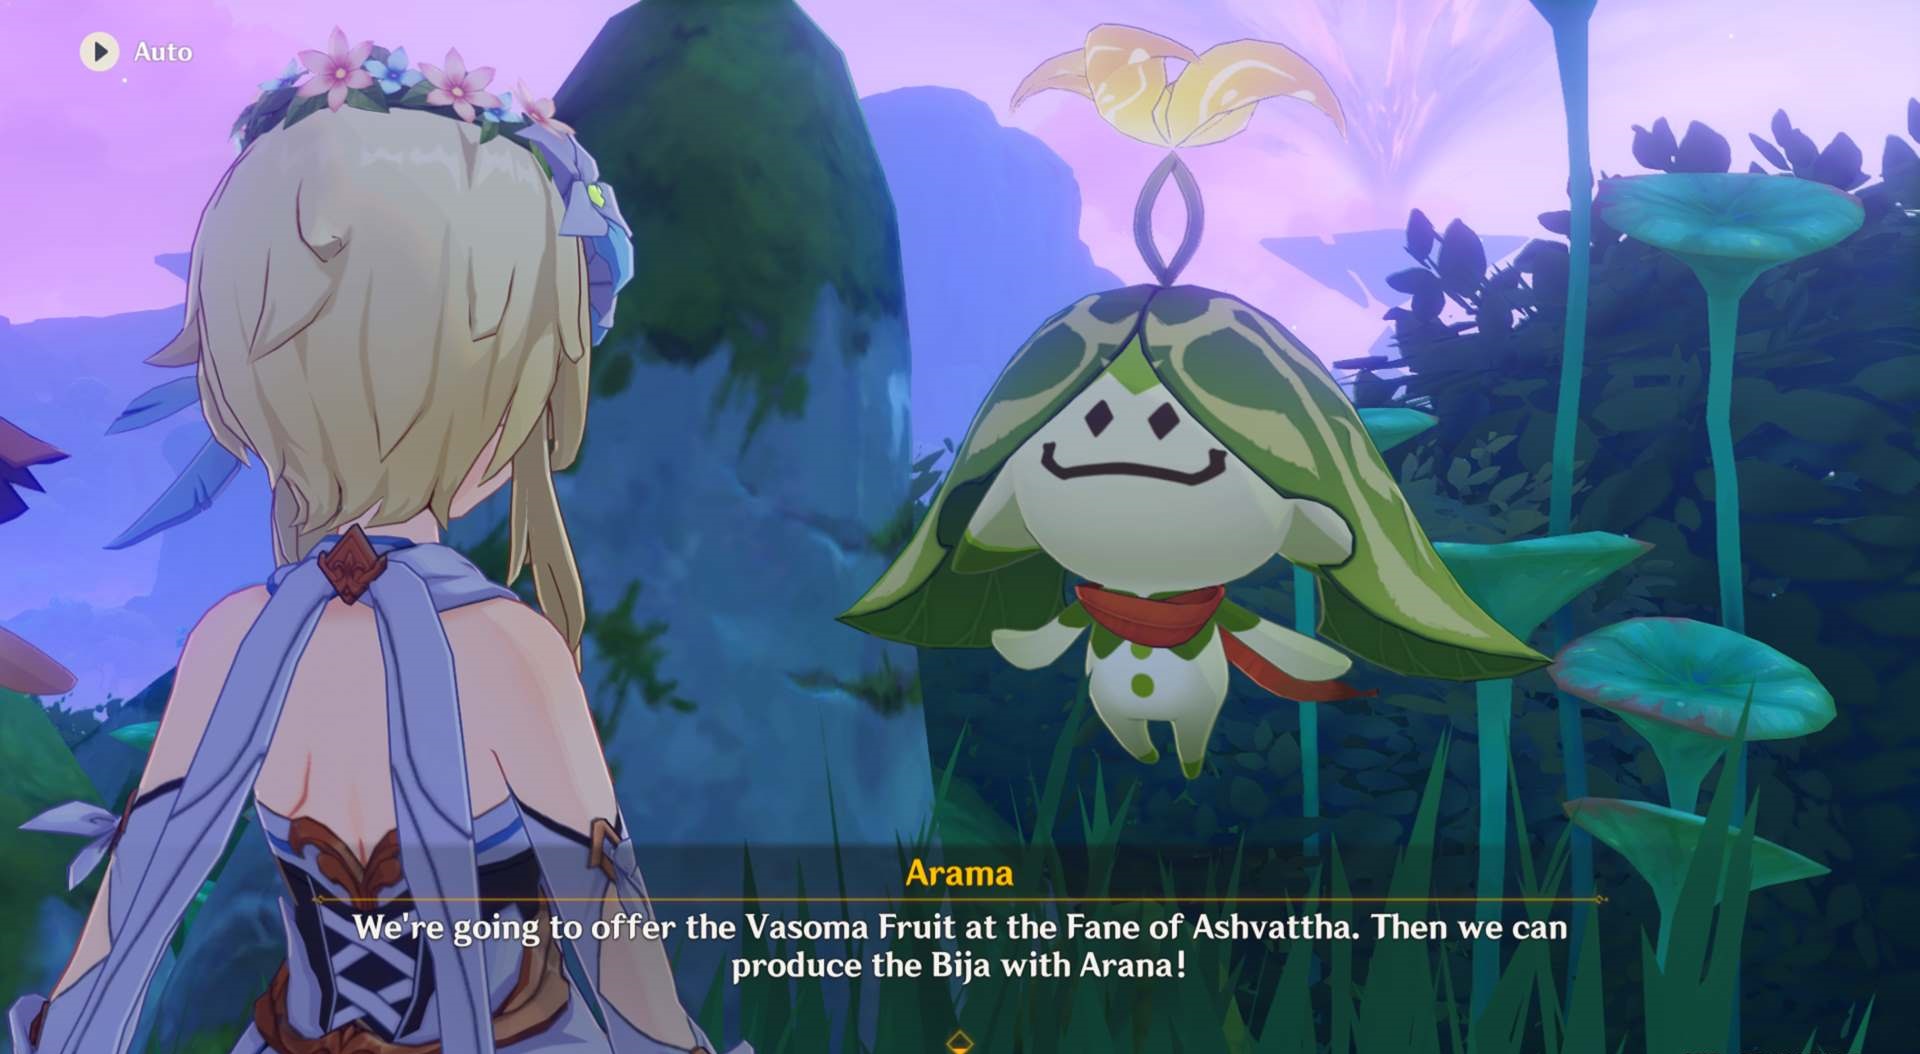 Auto
Arama
We're going to offer the Vasoma Fruit at the Fane of Ashvattha. Then we can
produce the Bija with Arana!